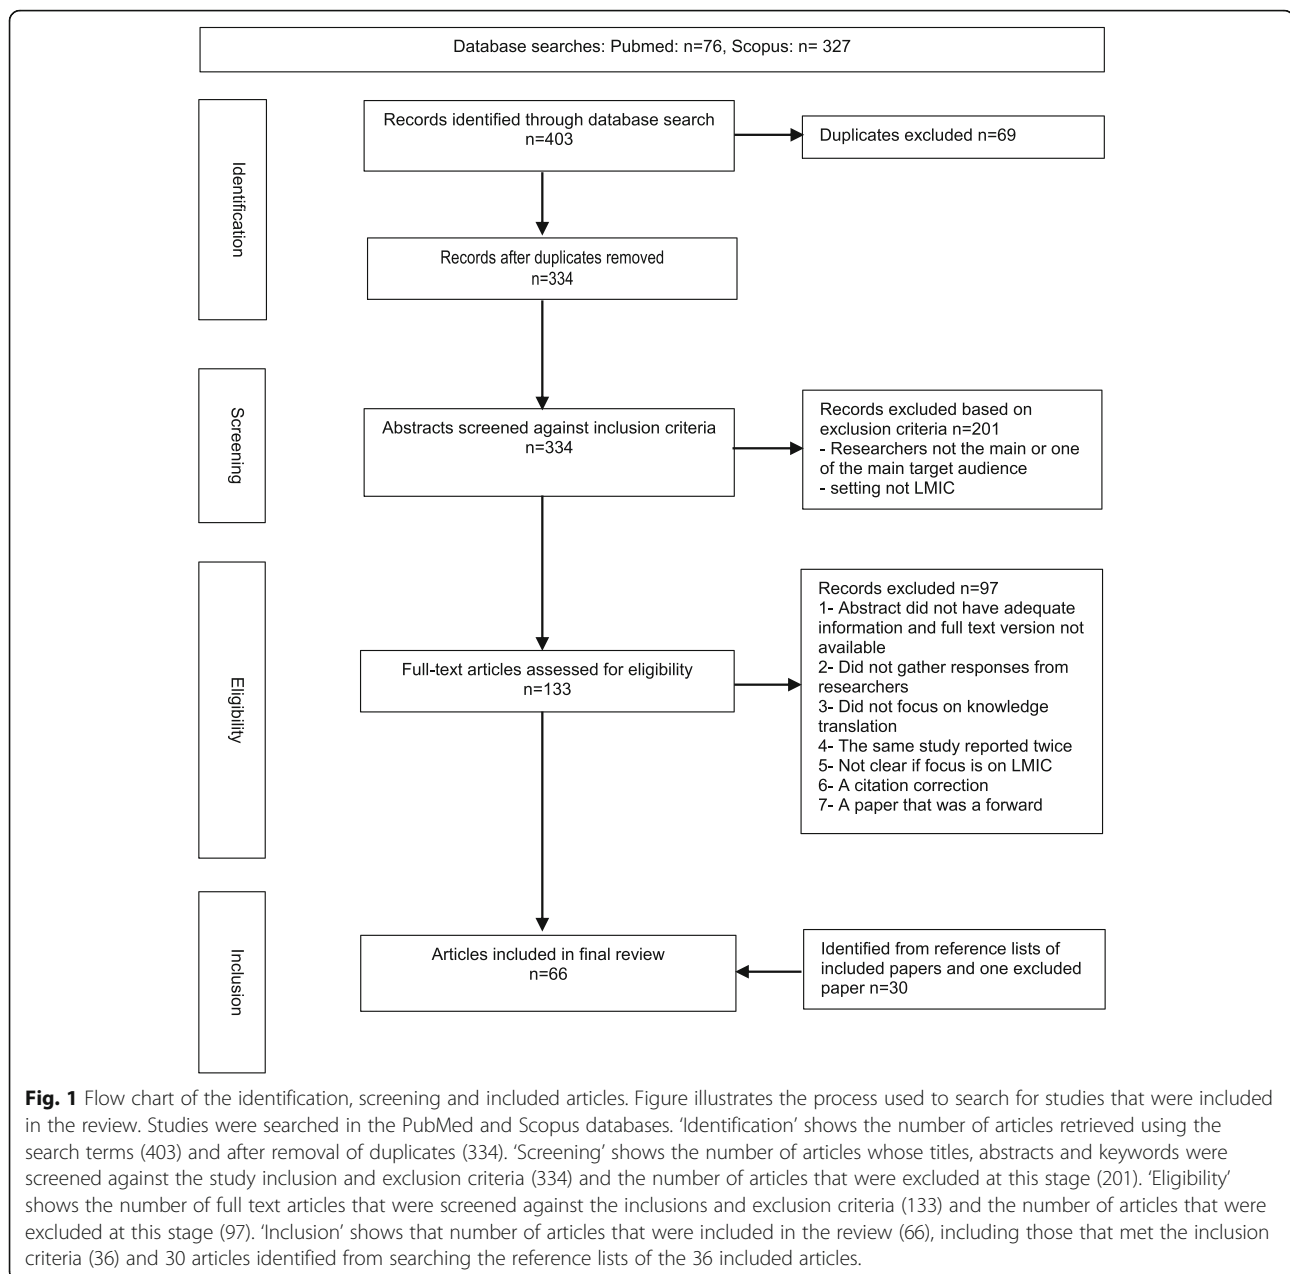 Database searches: Pubmed: n=76, Scopus: n= 327
Identification
Records identified through database search
n=403
Duplicates excluded n=69
Records after duplicates removed
n=334
Screening
Abstracts screened against inclusion criteria
n=334
Records excluded based on
exclusion criteria n=201
- Researchers not the main or one
of the main target audience
- setting not LMIC
Eligibility
Full-text articles assessed for eligibility
n=133
Records excluded n=97
1- Abstract did not have adequate
information and full text version not
available
2- Did not gather responses from
researchers
3- Did not focus on knowledge
translation
4- The same study reported twice
5- Not clear if focus is on LMIC
6- A citation correction
7- A paper that was a forward
Inclusion
Articles included in final review
n=66
Identified from reference lists of
included papers and one excluded
paper n=30
Fig. 1 Flow chart of the identification, screening and included articles. Figure illustrates the process used to search for studies that were included
in the review. Studies were searched in the PubMed and Scopus databases. ‘Identification’ shows the number of articles retrieved using the
search terms (403) and after removal of duplicates (334). ‘Screening’ shows the number of articles whose titles, abstracts and keywords were
screened against the study inclusion and exclusion criteria (334) and the number of articles that were excluded at this stage (201). ‘Eligibility’
shows the number of full text articles that were screened against the inclusions and exclusion criteria (133) and the number of articles that were
excluded at this stage (97). ‘Inclusion’ shows that number of articles that were included in the review (66), including those that met the inclusion
criteria (36) and 30 articles identified from searching the reference lists of the 36 included articles.